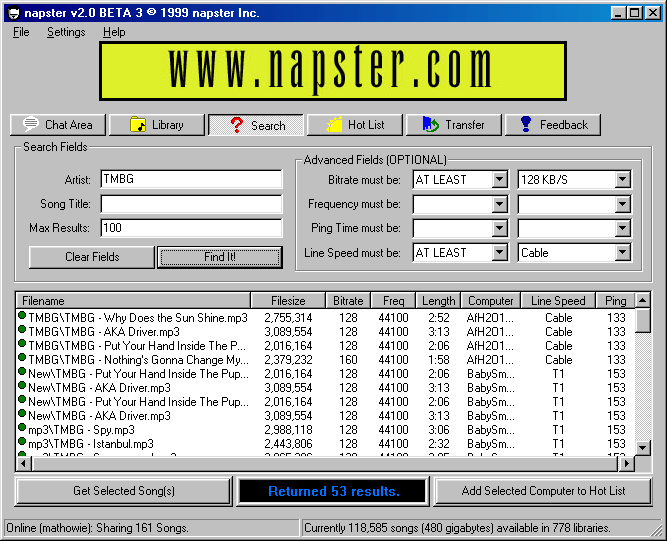 napster v2.0 BETA 3 © 1999 napster Inc.
File Settings Help
www.napster.com
Chat Area Library Search Hot List Transfer Feedback
Search Fields
Artist: TMBG
Song Title:
Max Results: 100
Clear Fields Find It!
Advanced Fields (OPTIONAL)
Bitrate must be: AT LEAST 128 KB/S
Frequency must be:
Ping Time must be:
Line Speed must be: AT LEAST Cable
Filename Filesize Bitrate Freq Length Computer Line Speed Ping
TMBG\TMBG - Why Does the Sun Shine.mp3 2,755,314 128 44100 2:52 AfH2O1... Cable 133
TMBG\TMBG - AKA Driver.mp3 3,089,554 128 44100 3:13 AfH2O1... Cable 133
TMBG\TMBG - Put Your Hand Inside The P... 2,016,164 128 44100 2:06 AfH2O1... Cable 133
TMBG\TMBG - Nothing's Gonna Change My... 2,379,232 160 44100 1:58 AfH2O1... Cable 133
New\TMBG - Put Your Hand Inside The Pup... 2,016,164 128 44100 2:06 BabySm... T1 153
New\TMBG - AKA Driver.mp3 3,089,554 128 44100 3:13 BabySm... T1 153
New\TMBG - Put Your Hand Inside The Pup... 2,016,164 128 44100 2:06 BabySm... T1 153
New\TMBG - AKA Driver.mp3 3,089,554 128 44100 3:13 BabySm... T1 153
mp3\TMBG - Spy.mp3 2,988,118 128 44100 3:06 BabySm... T1 153
mp3\TMBG - Istanbul.mp3 2,443,806 128 44100 2:32 BabySm... T1 153
Get Selected Song(s) Returned 53 results. Add Selected Computer to Hot List
Online (mathowie): Sharing 161 Songs. Currently 118,585 songs (480 gigabytes) available in 778 libraries.